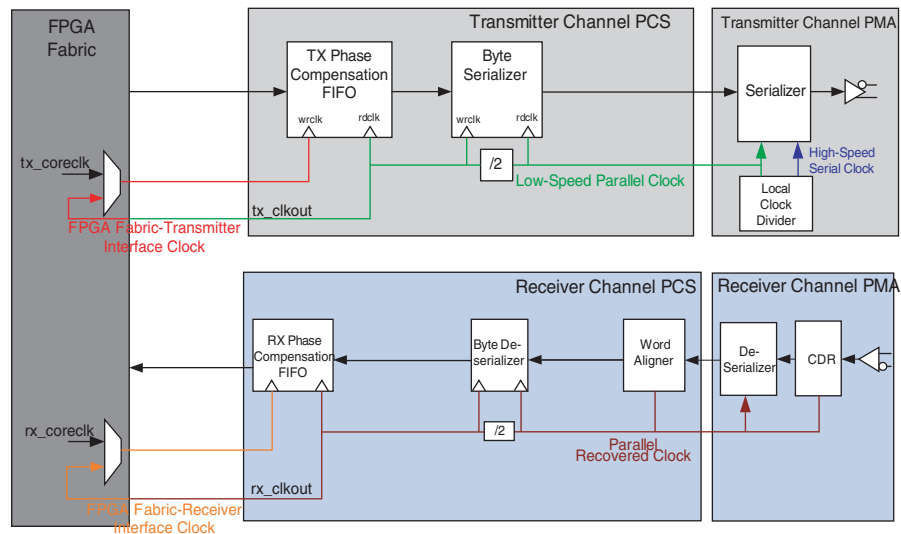 FPGA
Fabric
Transmitter Channel PCS
Transmitter Channel PMA
TX Phase
Compensation
FIFO
wrclk
rdclk
Byte
Serializer
wrclk
rdclk
Serializer
tx_coreclk
/2
Low-Speed Parallel Clock
High-Speed
Serial Clock
Local
Clock
Divider
tx_clkout
FPGA Fabric-Transmitter
Interface Clock
Receiver Channel PCS
Receiver Channel PMA
RX Phase
Compensation
FIFO
Byte De-
serializer
Word
Aligner
De-
Serializer
CDR
rx_coreclk
/2
Parallel
Recovered Clock
rx_clkout
FPGA Fabric-Receiver
Interface Clock